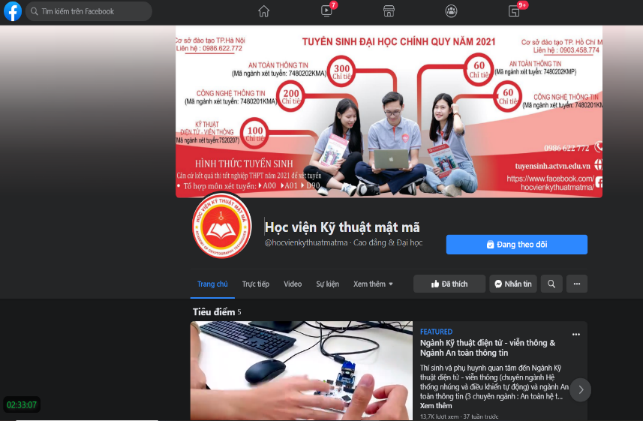 Tìm kiếm trên Facebook
7
9+
Cơ sở đào tạo TP.Hà Nội
Liên hệ : 0986.622.772
TUYỂN SINH ĐẠI HỌC CHÍNH QUY NĂM 2021
Cơ sở đào tạo TP. Hồ Chí M
Liên hệ : 0903.458.774
AN TOÀN THÔNG TIN
(Mã ngành xét tuyển: 7480202KMA)
300
Chỉ tiêu
60
Chỉ tiêu
AN TOÀN THÔNG TIN
(Mã ngành xét tuyển: 7480202KMP)
CÔNG NGHỆ THÔNG TIN
(Mã ngành xét tuyển: 7480201KMA)
200
Chỉ tiêu
60
Chỉ tiêu
CÔNG NGHỆ THÔNG TIN
KỸ THUẬT
ĐIỆN TỬ - VIỄN THÔNG
(Mã ngành xét tuyển:7520207)
100
Chỉ tiêu
HÌNH THỨC TUYỂN SINH
Căn cứ kết quả thi tốt nghiệp THPT năm 2021 để xét tuyển
Tổ hợp môn xét tuyển: A00 A01 D90
0986 622 772
tuyensinh.actvn.edu.vn
https://www.facebook.com/
hocvienkythuatmatma/
HỌC VIỆN KỸ THUẬT MẬT MÃ
Học viện Kỹ thuật mật mã
@hocvienkythuatmatma · Cao đẳng & Đại học
Đang theo dõi
Trang chủ Trực tiếp Video Sự kiện Xem thêm
Đã thích
Nhắn tin
Tiêu điểm 5
FEATURED
Ngành Kỹ thuật điện tử - viễn thông &
Ngành An toàn thông tin
Thí sinh và phụ huynh quan tâm đến Ngành Kỹ
thuật điện tử - viễn thông (chuyên ngành Hệ
thống nhúng và điều khiển tự động) và ngành An
toàn thông tin (3 chuyên ngành : An toàn hệ t...
Xem thêm
13,7K lượt xem · 37 tuần trước
02:33:07